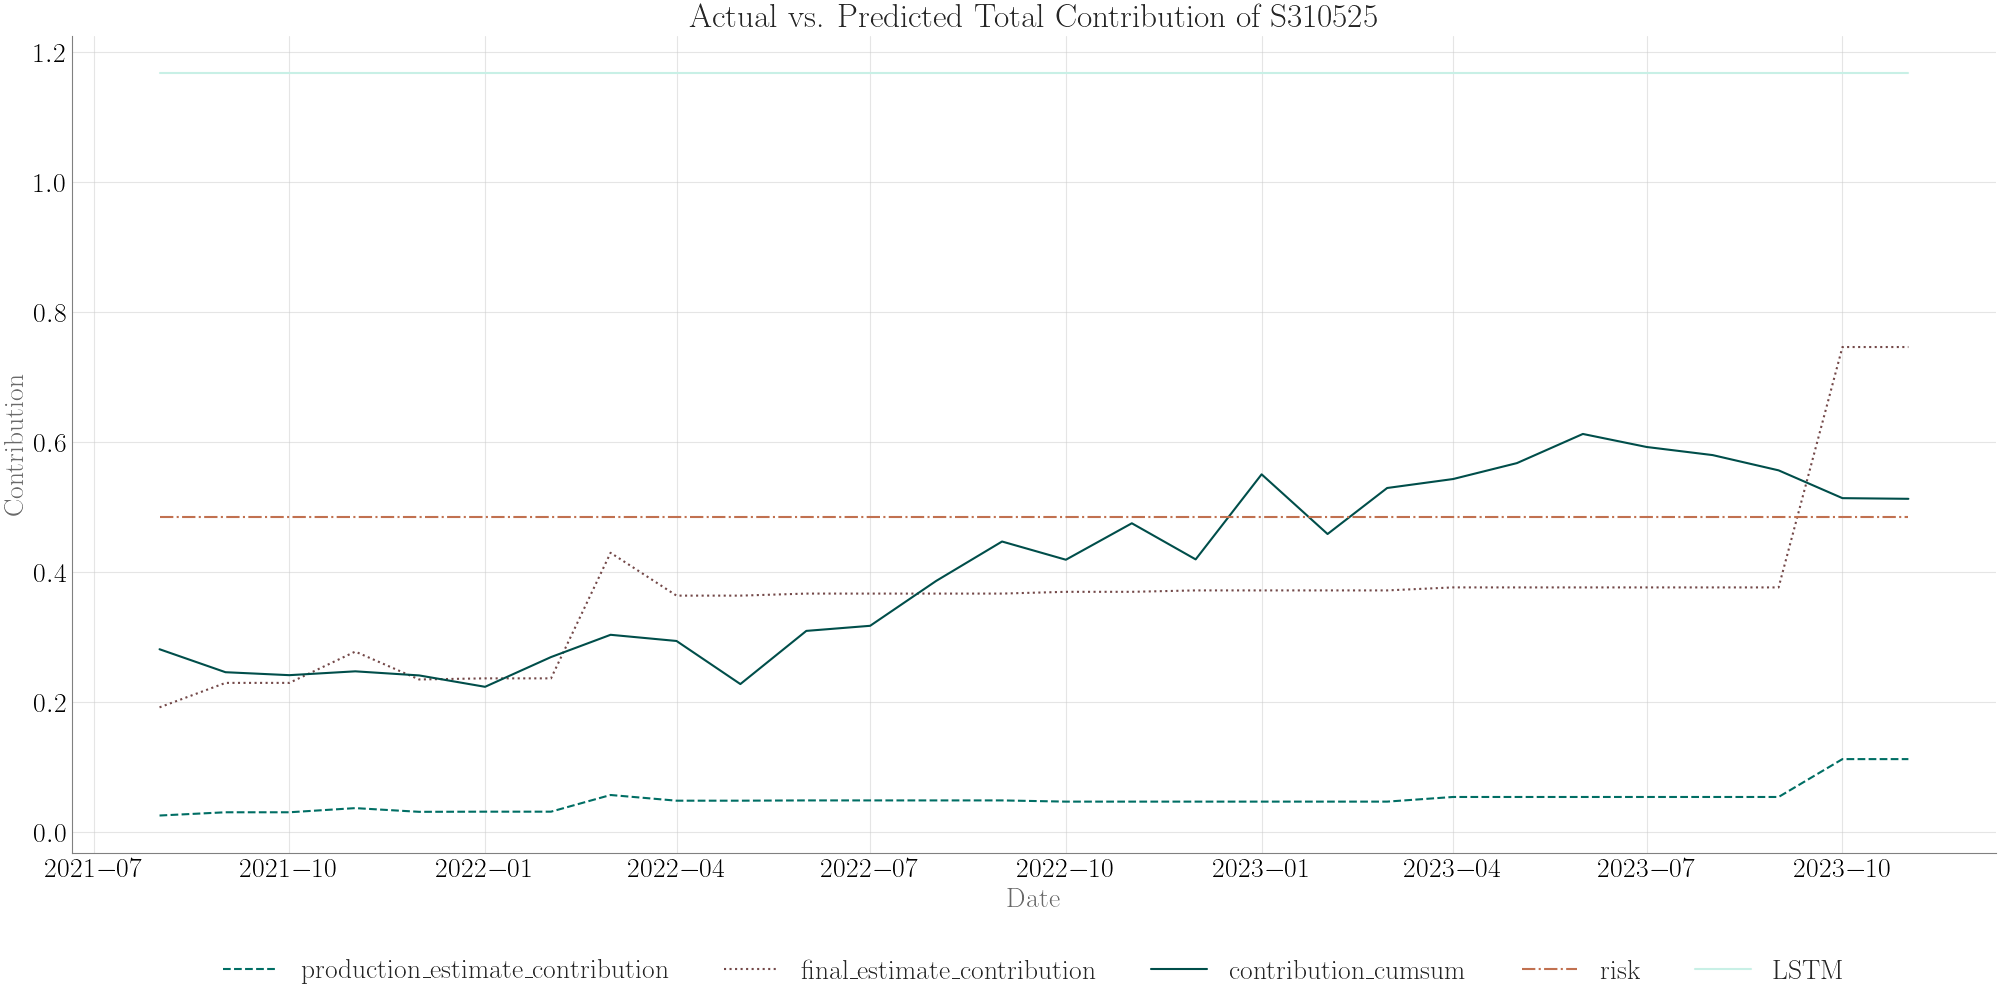 Actual vs. Predicted Total Contribution of S310525
1.2
1.0
0.8
0.6
0.4
0.2
0.0
Contribution
2021−07 2021−10 2022−01 2022−04 2022−07 2022−10 2023−01 2023−04 2023−07 2023−10
Date
production_estimate_contribution final_estimate_contribution contribution_cumsum risk LSTM